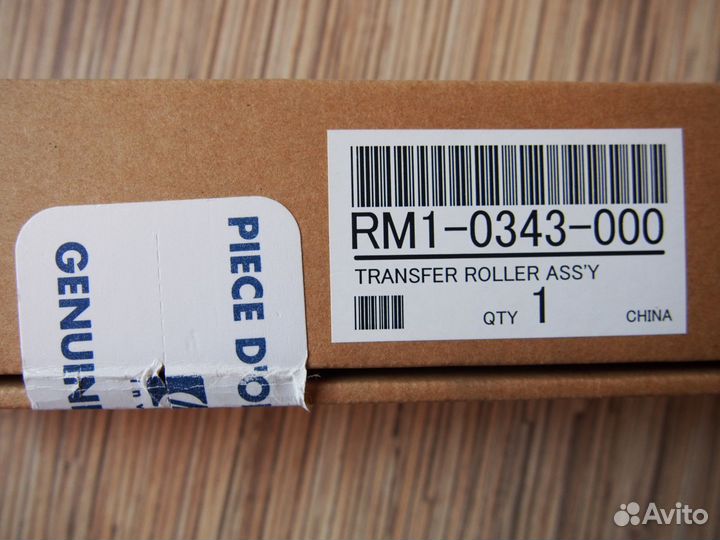 RM1-0343-000
TRANSFER ROLLER ASS'Y
QTY 1 CHINA
PIECE D'O
GENUIN
Avito